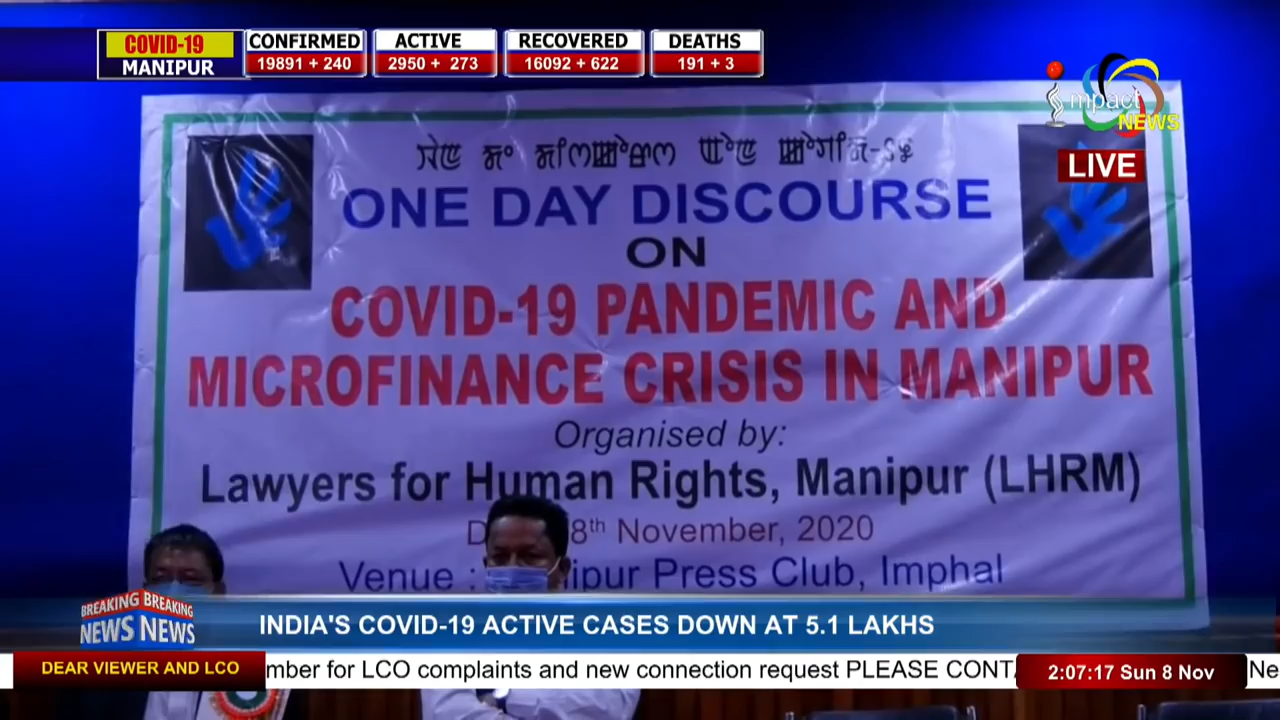 COVID-19
MANIPUR
CONFIRMED
19891 + 240
ACTIVE
2950 + 273
RECOVERED
16092 + 622
DEATHS
191 + 3
Impact
NEWS
LIVE
ONE DAY DISCOURSE
ON
COVID-19 PANDEMIC AND
MICROFINANCE CRISIS IN MANIPUR
Organised by:
Lawyers for Human Rights, Manipur (LHRM)
8th November, 2020
Venue : ipur Press Club, Imphal
BREAKING BREAKING
NEWS NEWS
INDIA'S COVID-19 ACTIVE CASES DOWN AT 5.1 LAKHS
DEAR VIEWER AND LCO
mber for LCO complaints and new connection request PLEASE CONT
2:07:17 Sun 8 Nov
Ne